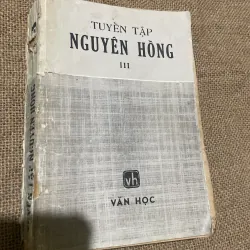 TUYỂN TẬP
NGUYÊN HỒNG
III
vh
VĂN HỌC